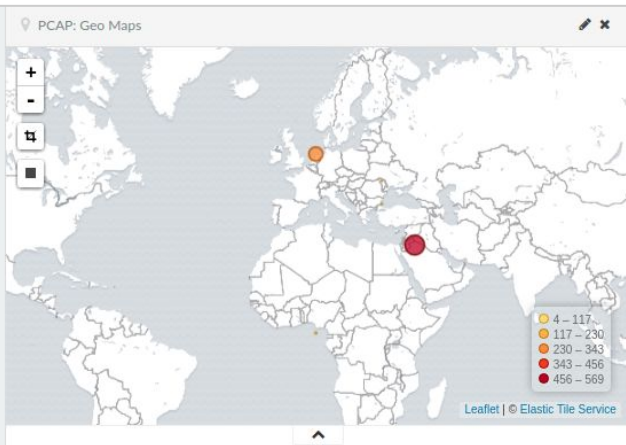 PCAP: Geo Maps
+
-
4 – 117
117 – 230
230 – 343
343 – 456
456 – 569
Leaflet | © Elastic Tile Service